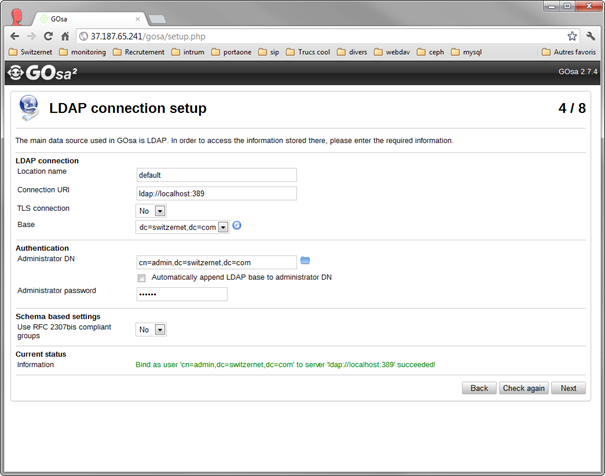 GOsa
37.187.65.241/gosa/setup.php
Switzernet monitoring Recrutement intrum portaone sip Trucs cool divers webdav ceph mysql Autres favoris
GOsa² GOsa 2.7.4
LDAP connection setup 4 / 8
The main data source used in GOsa is LDAP. In order to access the information stored there, please enter the required information.
LDAP connection
Location name default
Connection URI ldap://localhost:389
TLS connection No
Base dc=switzernet,dc=com
Authentication
Administrator DN cn=admin,dc=switzernet,dc=com
Automatically append LDAP base to administrator DN
Administrator password ••••••
Schema based settings
Use RFC 2307bis compliant
groups No
Current status
Information Bind as user 'cn=admin,dc=switzernet,dc=com' to server 'ldap://localhost:389' succeeded!
Back Check again Next